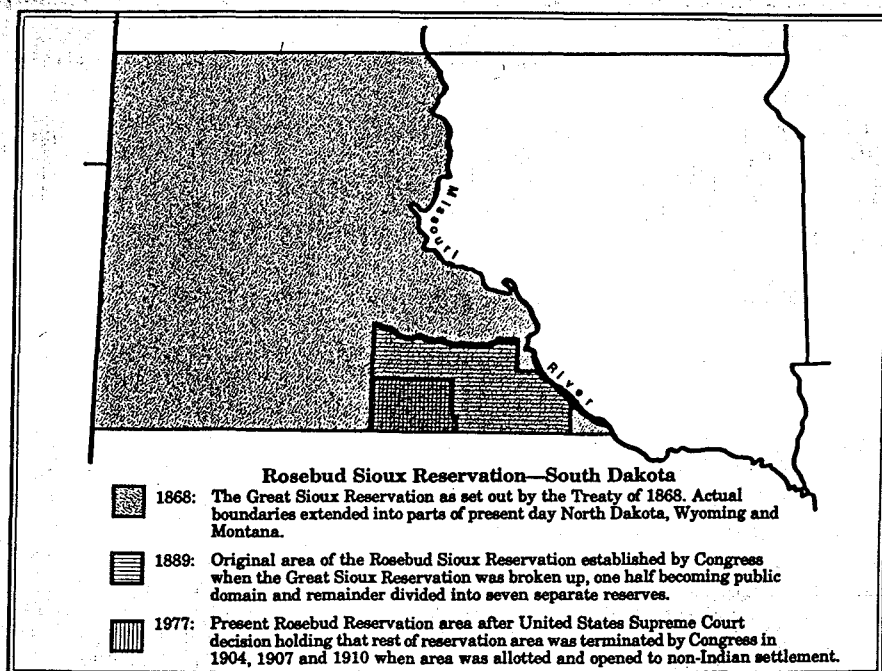 Missouri
River
Rosebud Sioux Reservation—South Dakota
1868: The Great Sioux Reservation as set out by the Treaty of 1868. Actual
boundaries extended into parts of present day North Dakota, Wyoming and
Montana.
1889: Original area of the Rosebud Sioux Reservation established by Congress
when the Great Sioux Reservation was broken up, one half becoming public
domain and remainder divided into seven separate reserves.
1977: Present Rosebud Reservation area after United States Supreme Court
decision holding that rest of reservation area was terminated by Congress in
1904, 1907 and 1910 when area was allotted and opened to non-Indian settlement.